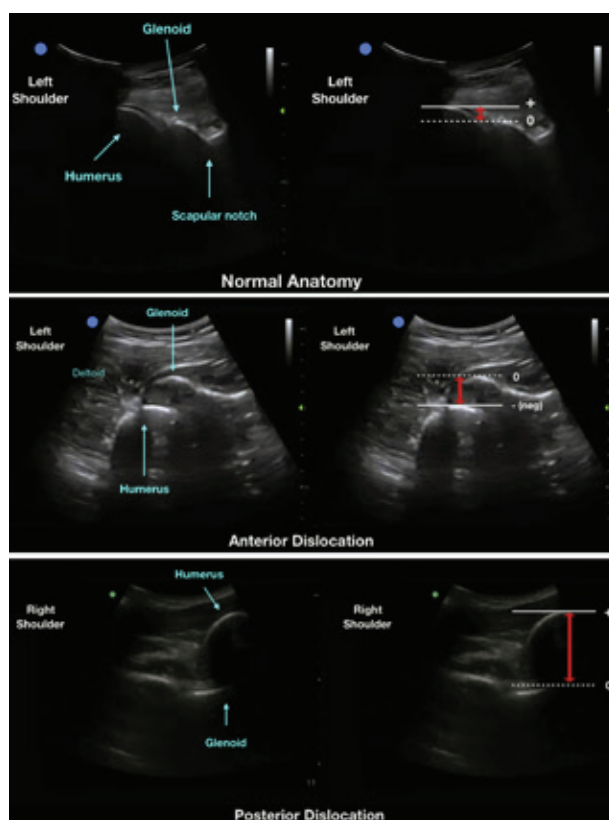 Glenoid
Left
Shoulder
Humerus
Scapular notch
Left
Shoulder
+
0
Normal Anatomy
Left
Shoulder
Glenoid
Deltoid
Humerus
Left
Shoulder
0
- (neg)
Anterior Dislocation
Humerus
Right
Shoulder
Glenoid
Right
Shoulder
+
0
Posterior Dislocation